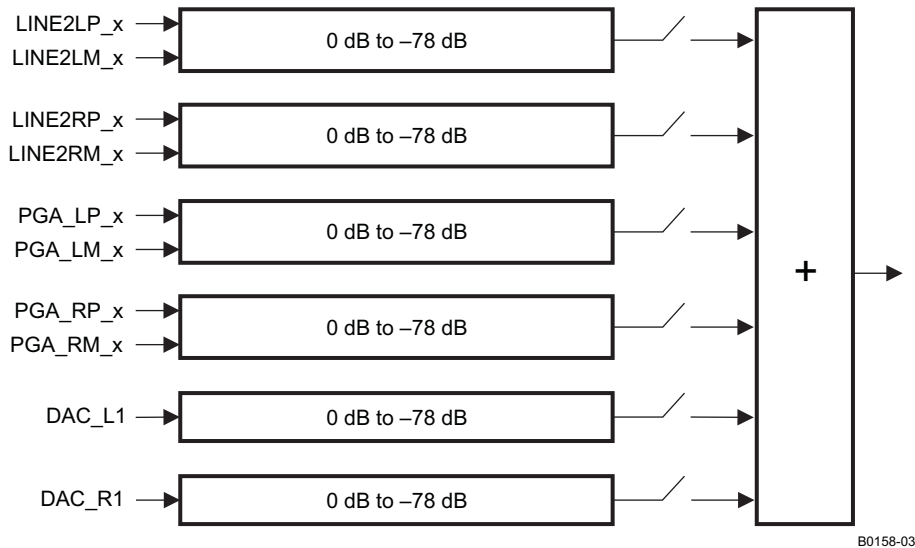 LINE2LP_x
LINE2LM_x
0 dB to –78 dB
LINE2RP_x
LINE2RM_x
0 dB to –78 dB
PGA_LP_x
PGA_LM_x
0 dB to –78 dB
+
PGA_RP_x
PGA_RM_x
0 dB to –78 dB
DAC_L1
0 dB to –78 dB
DAC_R1
0 dB to –78 dB
B0158-03